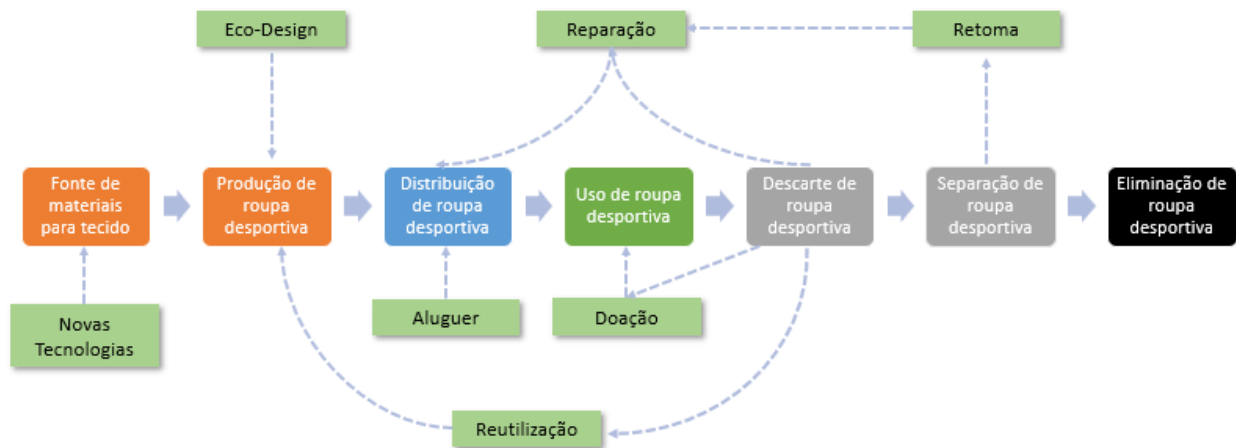 Eco-Design
Reparação
Retoma
Fonte de
materiais
para tecido
Produção de
roupa
desportiva
Distribuição
de roupa
desportiva
Uso de roupa
desportiva
Descarte de
roupa
desportiva
Separação de
roupa
desportiva
Eliminação de
roupa
desportiva
Novas
Tecnologias
Aluguer
Doação
Reutilização